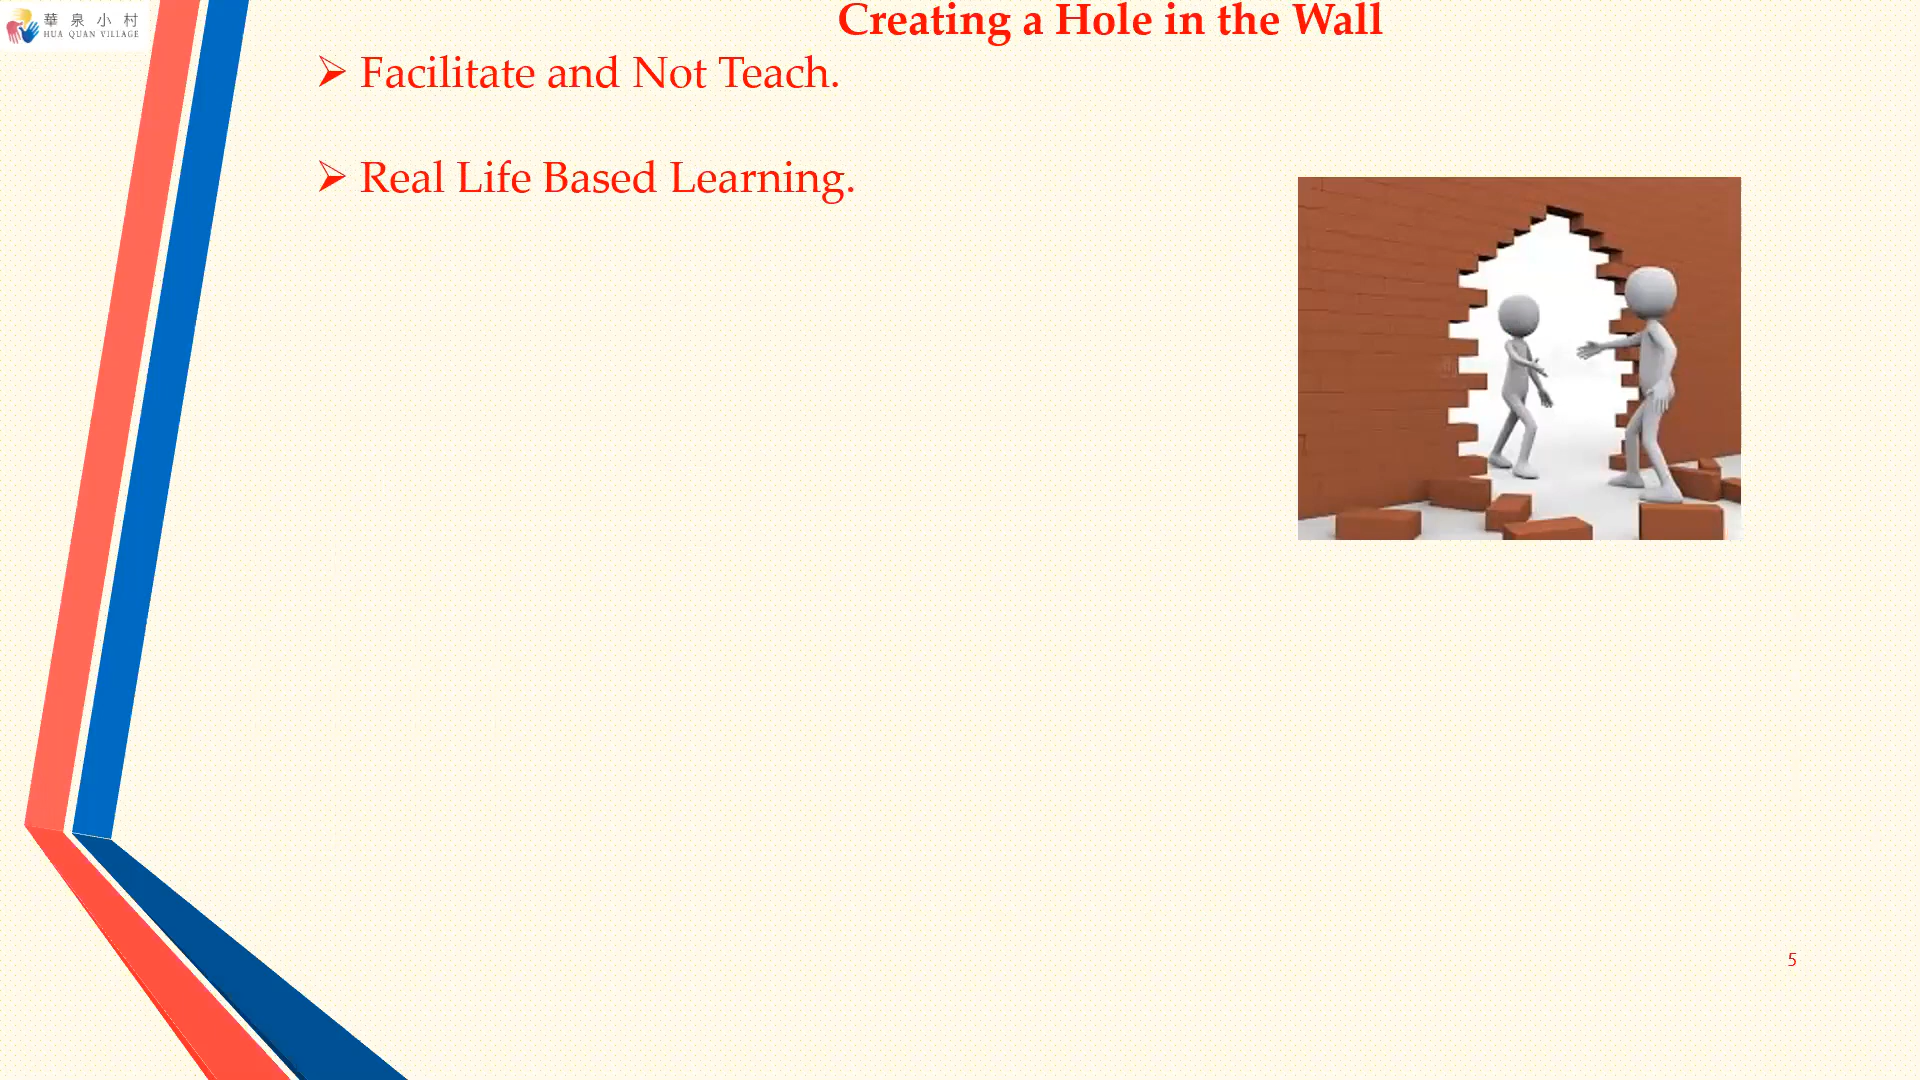 華泉小村
HUA QUAN VILLAGE
Creating a Hole in the Wall
➢ Facilitate and Not Teach.
➢ Real Life Based Learning.
5